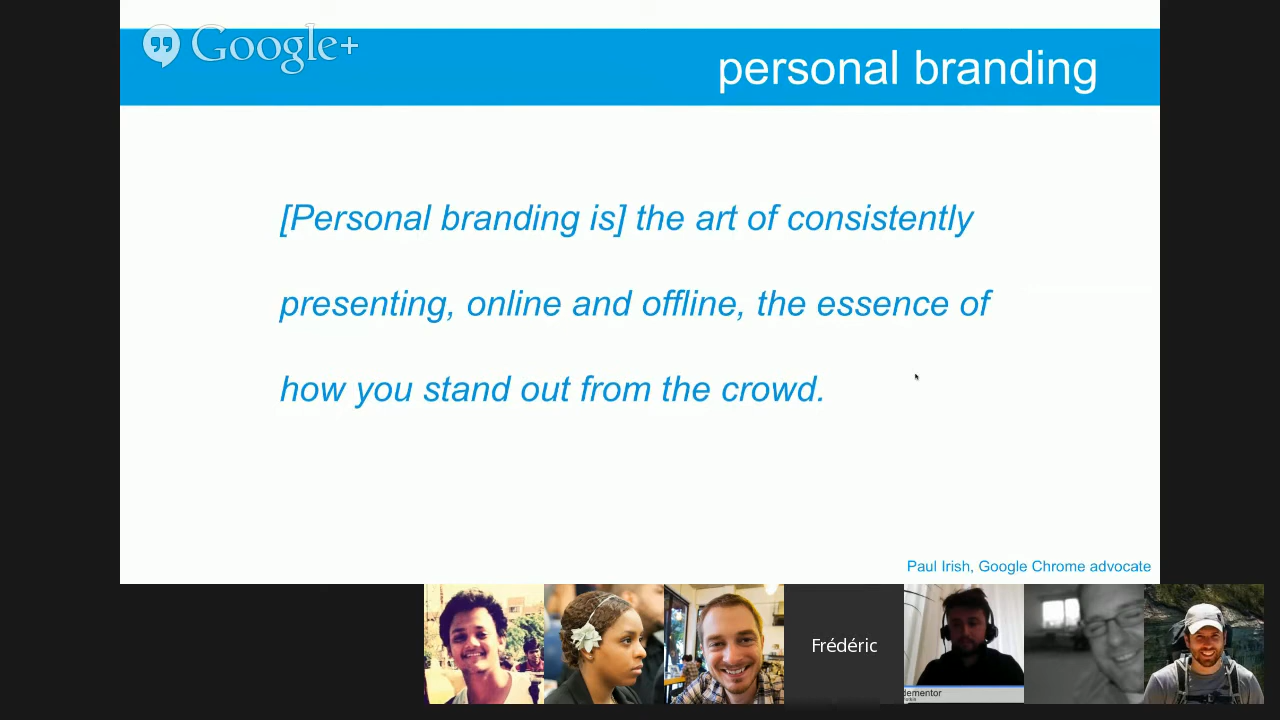 Google+
personal branding
[Personal branding is] the art of consistently
presenting, online and offline, the essence of
how you stand out from the crowd.
Paul Irish, Google Chrome advocate
Frédéric
dementor